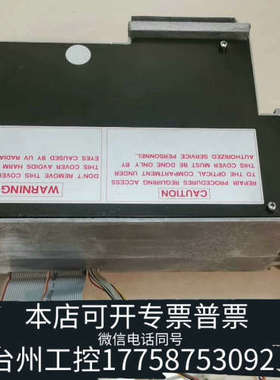 CAUTION
REPAIR PROCEDURES REQUIRING ACCESS
TO THE OPTICAL COMPARTMENT UNDER
THIS COVER MUST BE DONE ONLY BY
AUTHORIZED SERVICE PERSONNEL.
WARNING
DON'T REMOVE THIS COVER
THIS COVER AVOIDS HARM
EYES CAUSED BY UV RADIA
本店可开专票普票
微信电话同号
台州工控17758753092